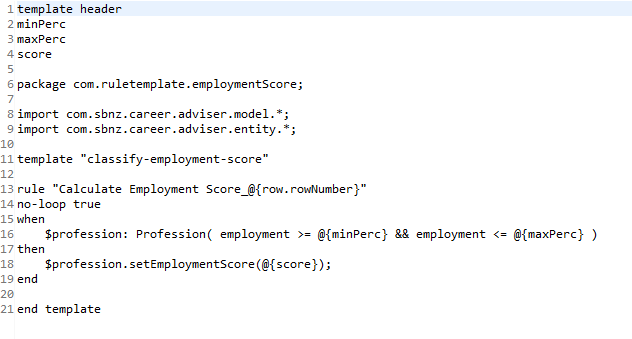 1 template header
2 minPerc
3 maxPerc
4 score
5
6 package com.ruletemplate.employmentScore;
7
8 import com.sbnz.career.adviser.model.*;
9 import com.sbnz.career.adviser.entity.*;
10
11 template "classify-employment-score"
12
13 rule "Calculate Employment Score_@{row.rowNumber}"
14 no-loop true
15 when
16     $profession: Profession( employment >= @{minPerc} && employment <= @{maxPerc} )
17 then
18     $profession.setEmploymentScore(@{score});
19 end
20
21 end template